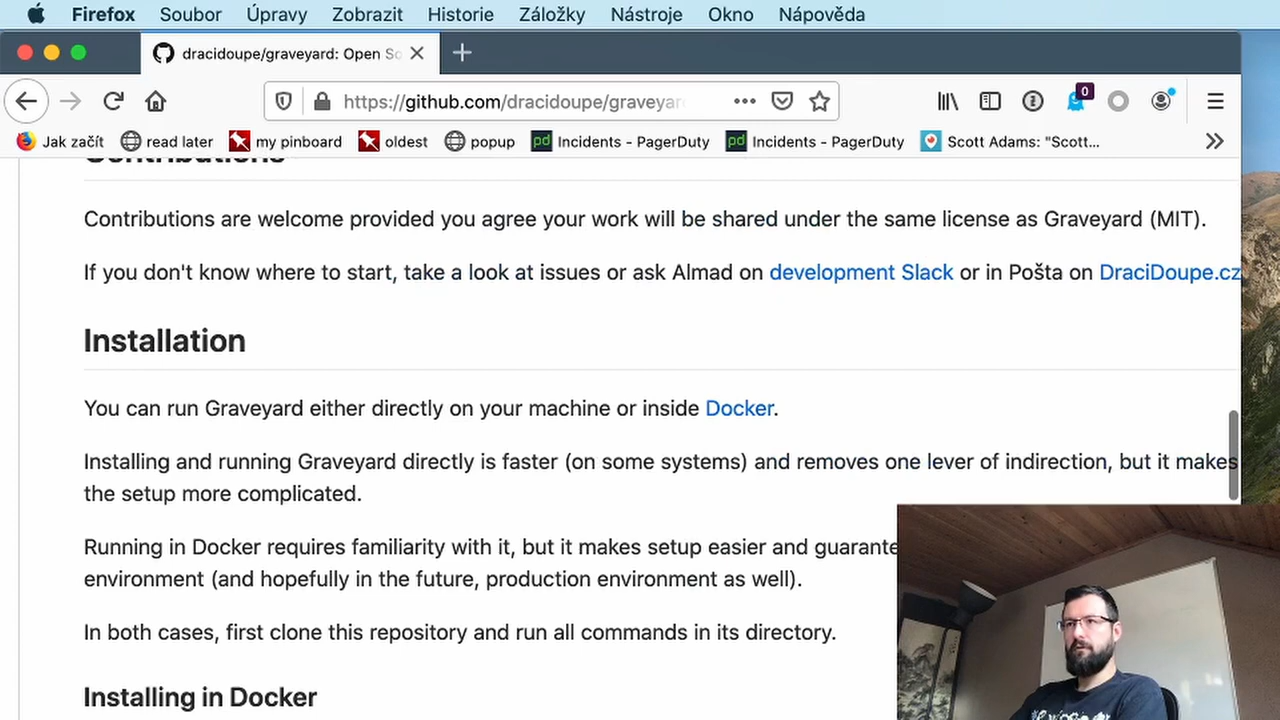 Firefox Soubor Úpravy Zobrazit Historie Záložky Nástroje Okno Nápověda
dracidoupe/graveyard: Open So
https://github.com/dracidoupe/graveyar
0
Jak začít read later my pinboard oldest popup pd Incidents - PagerDuty pd Incidents - PagerDuty Scott Adams: "Scott...
Contributions
Contributions are welcome provided you agree your work will be shared under the same license as Graveyard (MIT).
If you don't know where to start, take a look at issues or ask Almad on development Slack or in Pošta on DraciDoupe.cz
Installation
You can run Graveyard either directly on your machine or inside Docker.
Installing and running Graveyard directly is faster (on some systems) and removes one lever of indirection, but it makes
the setup more complicated.
Running in Docker requires familiarity with it, but it makes setup easier and guarante
environment (and hopefully in the future, production environment as well).
In both cases, first clone this repository and run all commands in its directory.
Installing in Docker